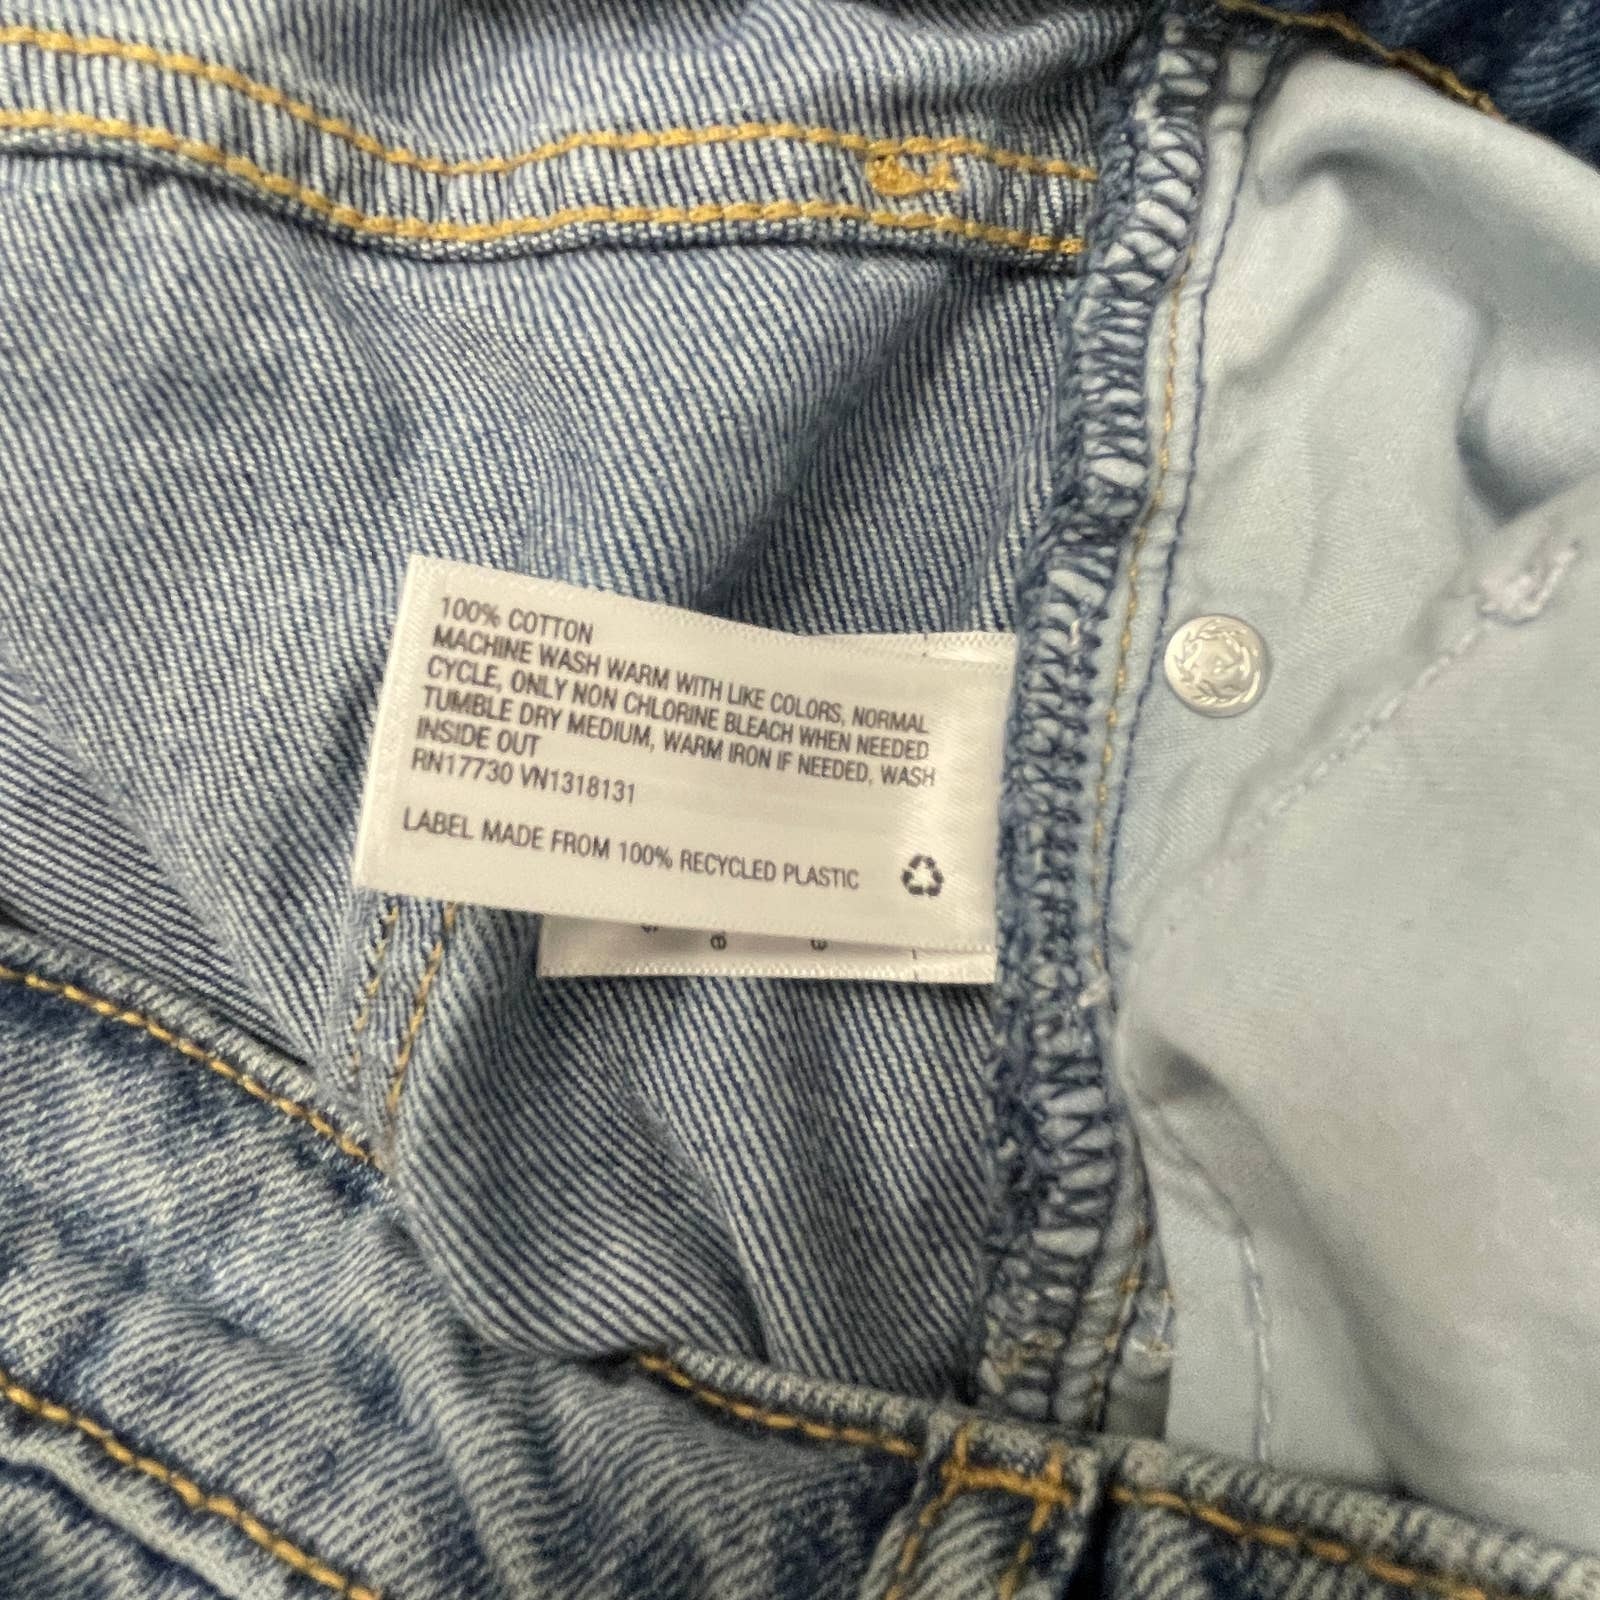 100% COTTON
MACHINE WASH WARM WITH LIKE COLORS, NORMAL
CYCLE, ONLY NON CHLORINE BLEACH WHEN NEEDED
TUMBLE DRY MEDIUM, WARM IRON IF NEEDED, WASH
INSIDE OUT
RN17730 VN1318131
LABEL MADE FROM 100% RECYCLED PLASTIC